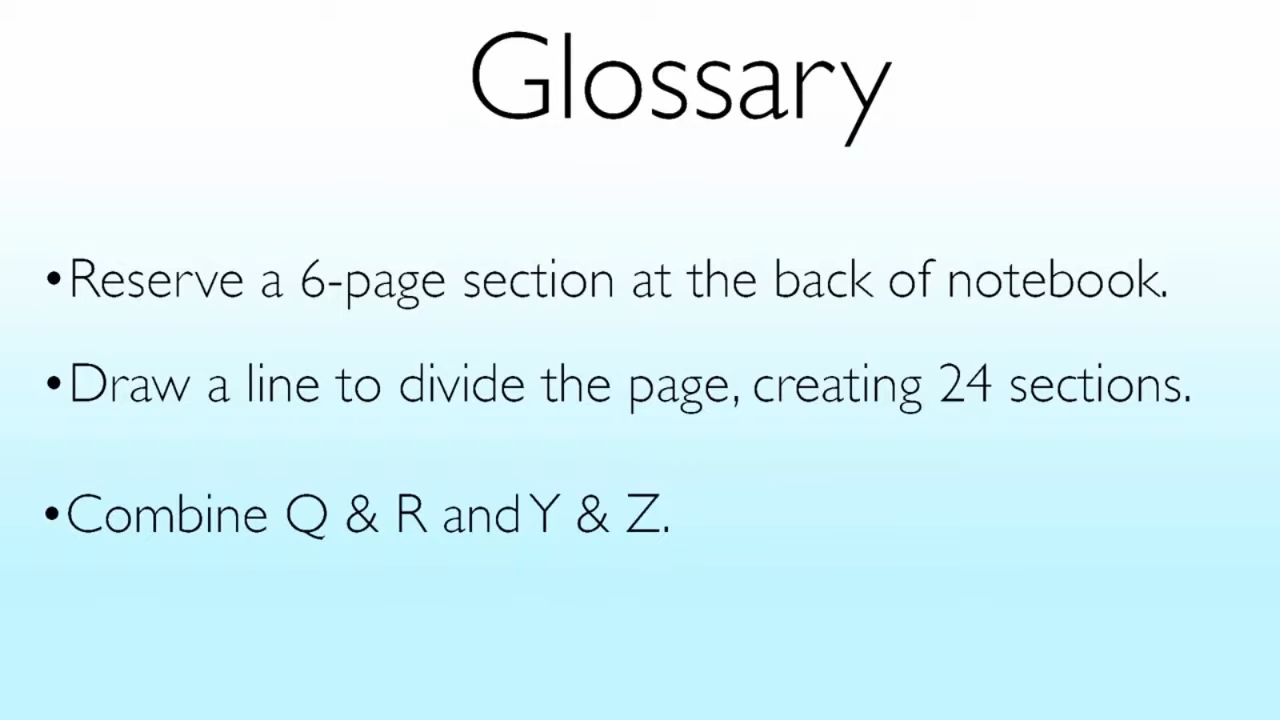 Glossary
•Reserve a 6-page section at the back of notebook.
•Draw a line to divide the page, creating 24 sections.
•Combine Q & R and Y & Z.